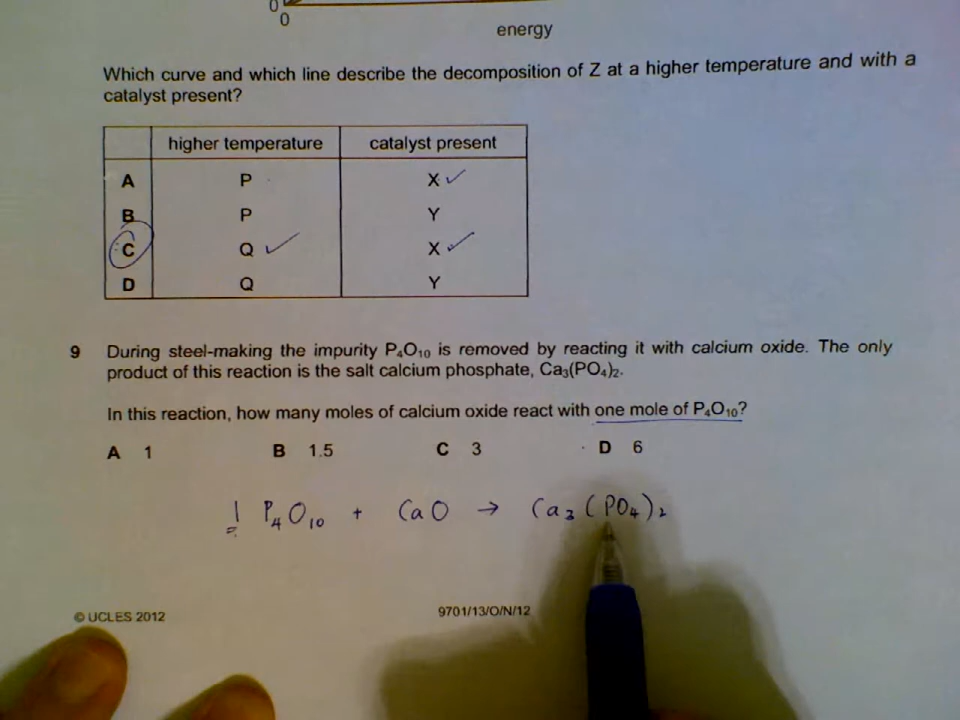 0
0
energy
Which curve and which line describe the decomposition of Z at a higher temperature and with a
catalyst present?
higher temperature catalyst present
A P X ✓
B P Y
C Q ✓ X ✓
D Q Y
9 During steel-making the impurity P₄O₁₀ is removed by reacting it with calcium oxide. The only
product of this reaction is the salt calcium phosphate, Ca₃(PO₄)₂.
In this reaction, how many moles of calcium oxide react with one mole of P₄O₁₀?
A 1 B 1.5 C 3 D 6
1 P₄O₁₀ + CaO → Ca₃(PO₄)₂
© UCLES 2012 9701/13/O/N/12